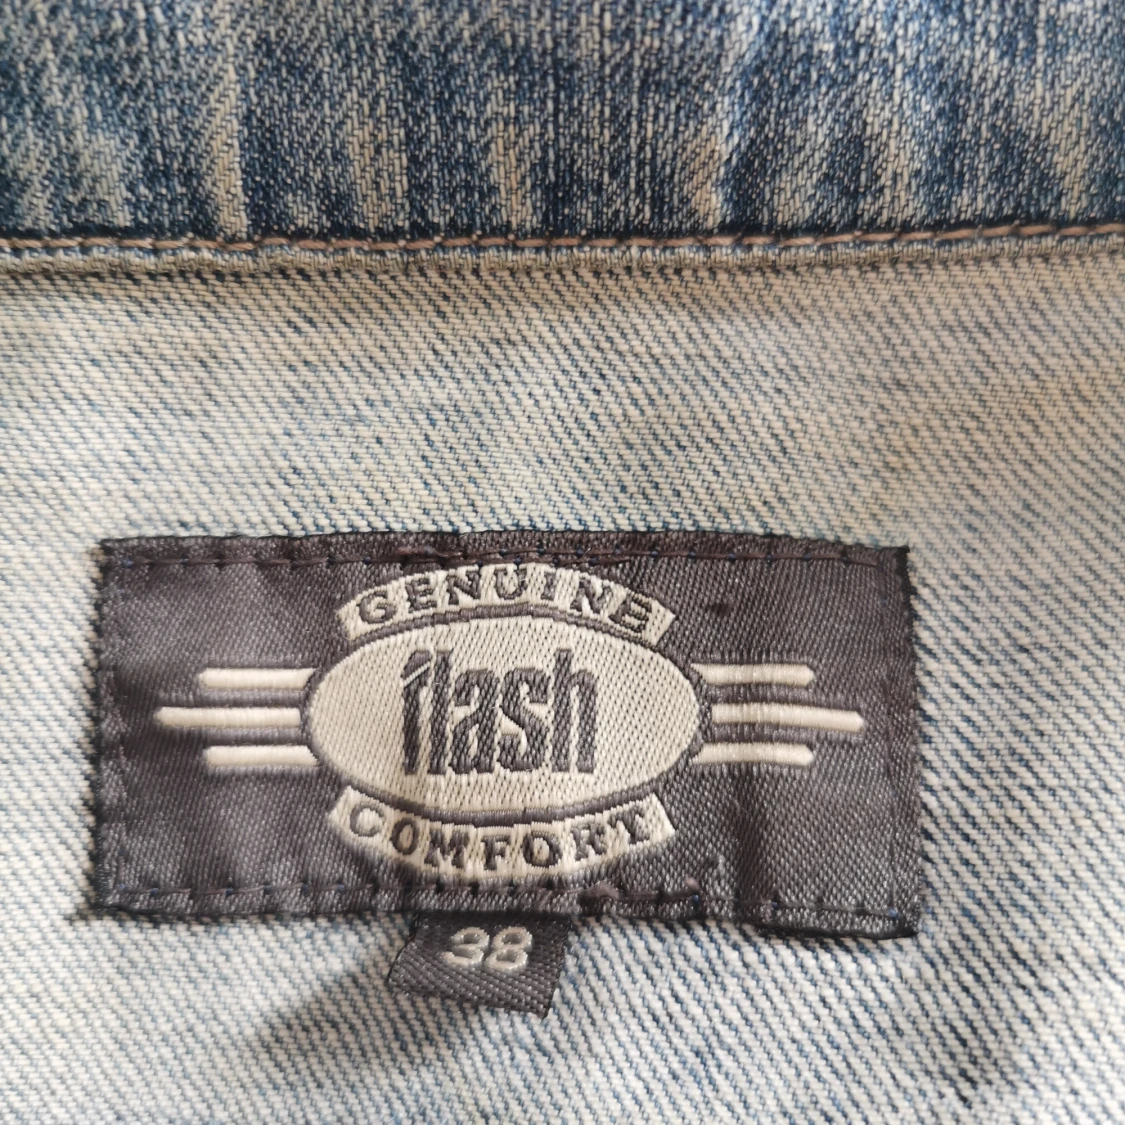 GENUINE
flash
COMFORT
38